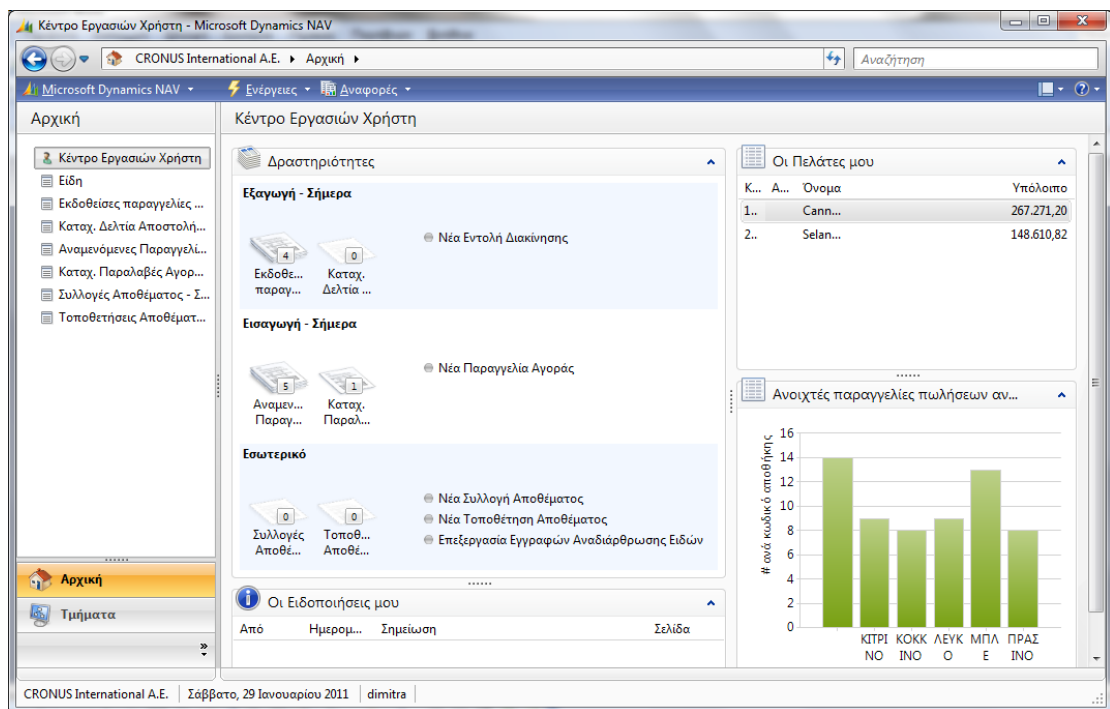 Κέντρο Εργασιών Χρήστη - Microsoft Dynamics NAV
CRONUS International Α.Ε. Αρχική
Αναζήτηση
Microsoft Dynamics NAV Ενέργειες Αναφορές
Αρχική
Κέντρο Εργασιών Χρήστη
Είδη
Εκδοθείσες παραγγελίες ...
Καταχ. Δελτία Αποστολή...
Αναμενόμενες Παραγγελί...
Καταχ. Παραλαβές Αγορ...
Συλλογές Αποθέματος - Σ...
Τοποθετήσεις Αποθέματ...
Αρχική
Τμήματα
Κέντρο Εργασιών Χρήστη
Δραστηριότητες
Εξαγωγή - Σήμερα
4
Εκδοθε...
παραγ...
0
Καταχ.
Δελτία ...
Νέα Εντολή Διακίνησης
Εισαγωγή - Σήμερα
5
Αναμεν...
Παραγ...
1
Καταχ.
Παραλ...
Νέα Παραγγελία Αγοράς
Εσωτερικό
0
Συλλογές
Αποθέ...
0
Τοποθ...
Αποθέ...
Νέα Συλλογή Αποθέματος
Νέα Τοποθέτηση Αποθέματος
Επεξεργασία Εγγραφών Αναδιάρθρωσης Ειδών
Οι Ειδοποιήσεις μου
Από Ημερομ... Σημείωση Σελίδα
Οι Πελάτες μου
Κ... Α... Όνομα Υπόλοιπο
1.. Cann... 267.271,20
2.. Selan... 148.610,82
Ανοιχτές παραγγελίες πωλήσεων αν...
# ανά κωδικό αποθήκης
16
14
12
10
8
6
4
2
0
ΚΙΤΡΙ ΚΟΚΚ ΛΕΥΚ ΜΠΛ ΠΡΑΣ
ΝΟ ΙΝΟ Ο Ε ΙΝΟ
CRONUS International Α.Ε. Σάββατο, 29 Ιανουαρίου 2011 dimitra